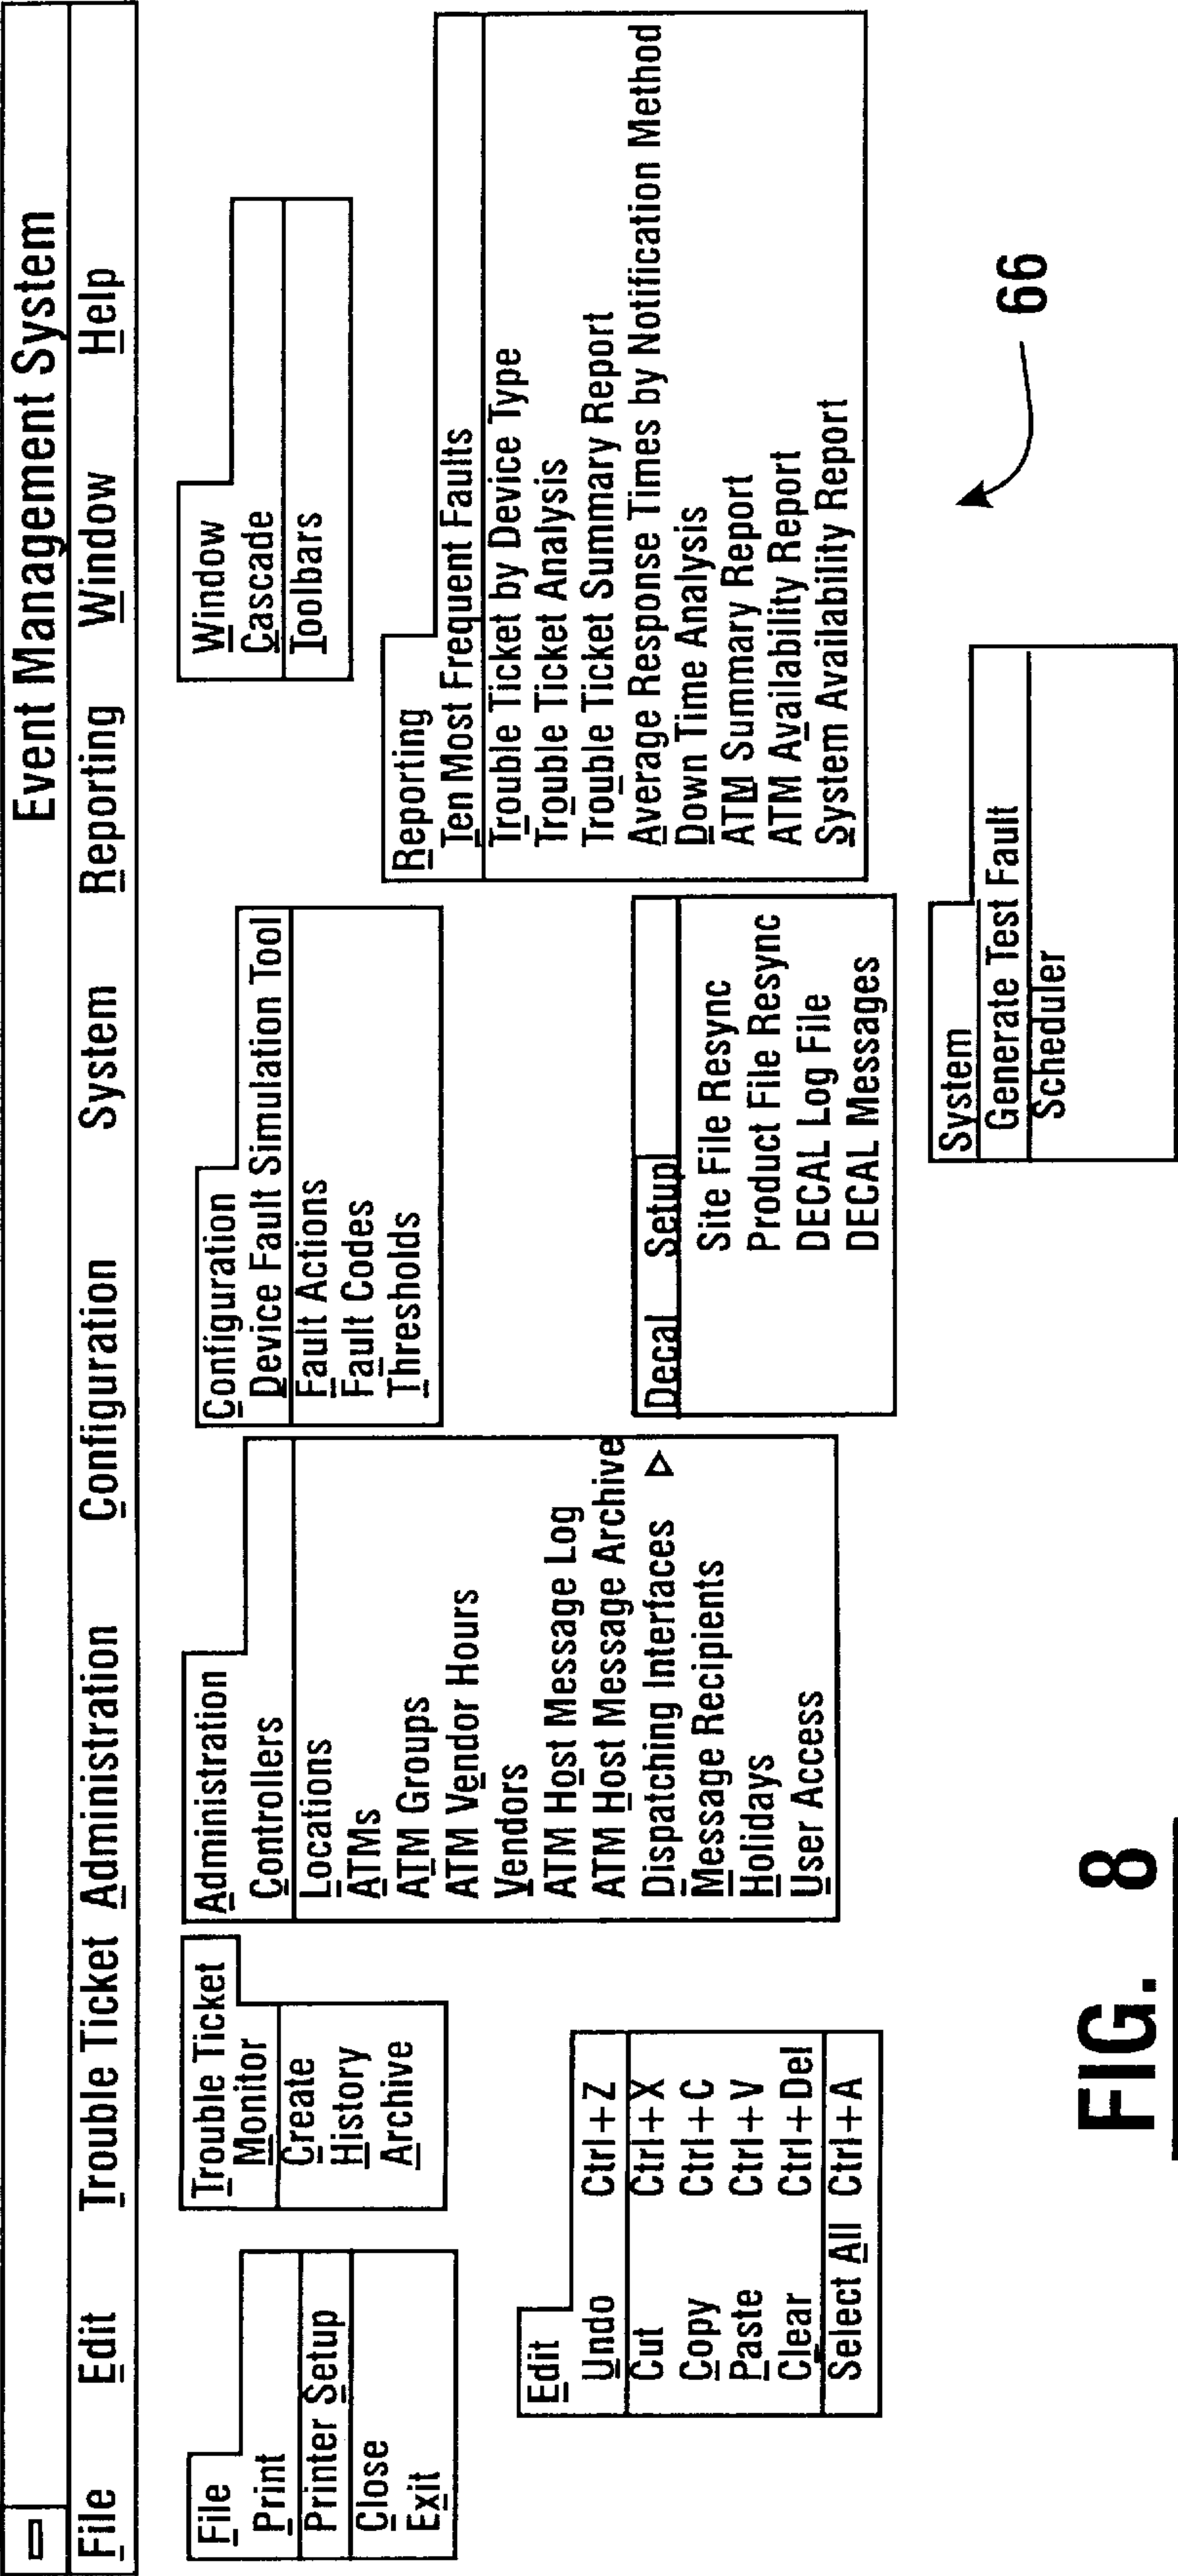 Event Management System
File Edit Trouble Ticket Administration Configuration System Reporting Window Help
File
Print
Printer Setup
Close
Exit
Edit
Undo Ctrl+Z
Cut Ctrl+X
Copy Ctrl+C
Paste Ctrl+V
Clear Ctrl+Del
Select All Ctrl+A
Trouble Ticket
Monitor
Create
History
Archive
Administration
Controllers
Locations
ATMs
ATM Groups
ATM Vendor Hours
Vendors
ATM Host Message Log
ATM Host Message Archive
Dispatching Interfaces
Message Recipients
Holidays
User Access
Configuration
Device Fault Simulation Tool
Fault Actions
Fault Codes
Thresholds
Decal Setup
Site File Resync
Product File Resync
DECAL Log File
DECAL Messages
System
Generate Test Fault
Scheduler
Window
Cascade
Toolbars
Reporting
Ten Most Frequent Faults
Trouble Ticket by Device Type
Trouble Ticket Analysis
Trouble Ticket Summary Report
Average Response Times by Notification Method
Down Time Analysis
ATM Summary Report
ATM Availability Report
System Availability Report
66
FIG. 8